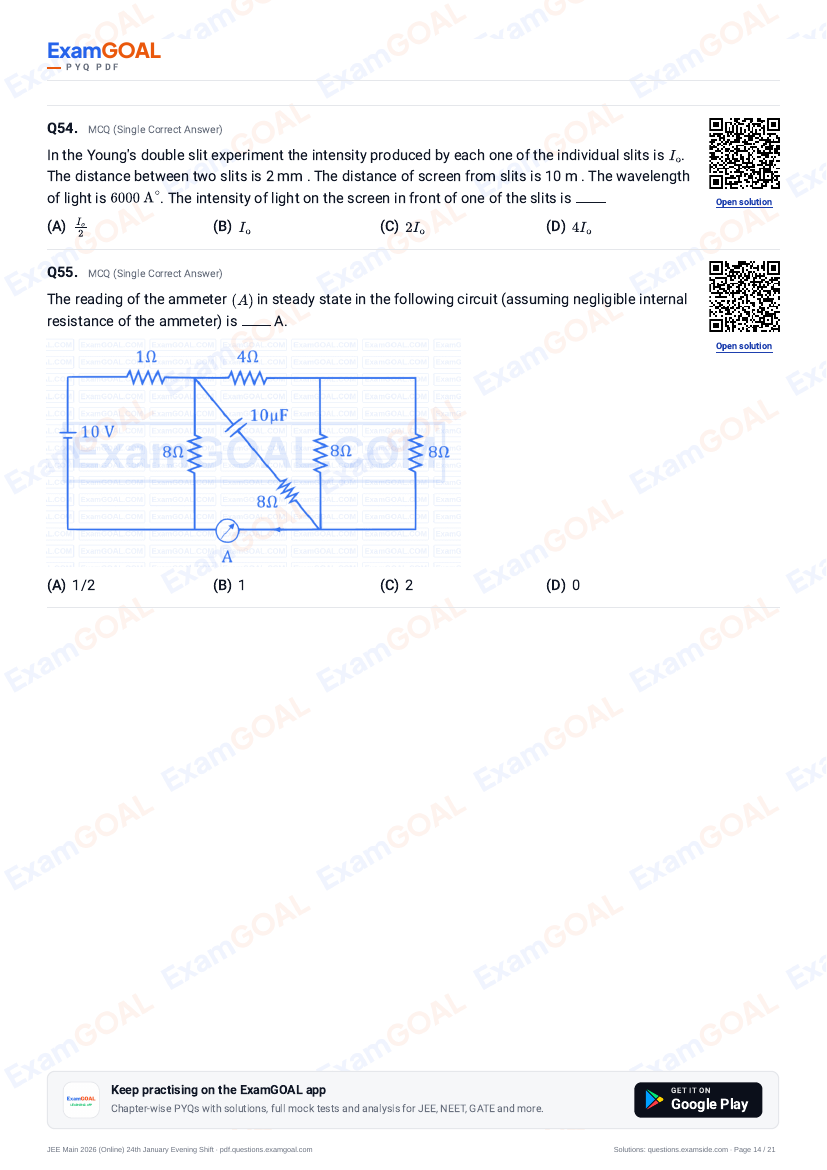 ExamGOAL
PYQ PDF
Q54. MCQ (Single Correct Answer)
In the Young's double slit experiment the intensity produced by each one of the individual slits is I₀.
The distance between two slits is 2 mm . The distance of screen from slits is 10 m . The wavelength
of light is 6000 A°. The intensity of light on the screen in front of one of the slits is ____
Open solution
(A) I₀/2 (B) I₀ (C) 2I₀ (D) 4I₀
Q55. MCQ (Single Correct Answer)
The reading of the ammeter (A) in steady state in the following circuit (assuming negligible internal
resistance of the ammeter) is ____ A.
Open solution
1Ω 4Ω
10 V 8Ω 10μF 8Ω 8Ω
8Ω
A
ExamGOAL.COM
(A) 1/2 (B) 1 (C) 2 (D) 0
Keep practising on the ExamGOAL app
Chapter-wise PYQs with solutions, full mock tests and analysis for JEE, NEET, GATE and more.
GET IT ON
Google Play
JEE Main 2026 (Online) 24th January Evening Shift · pdf.questions.examgoal.com
Solutions: questions.examside.com · Page 14 / 21